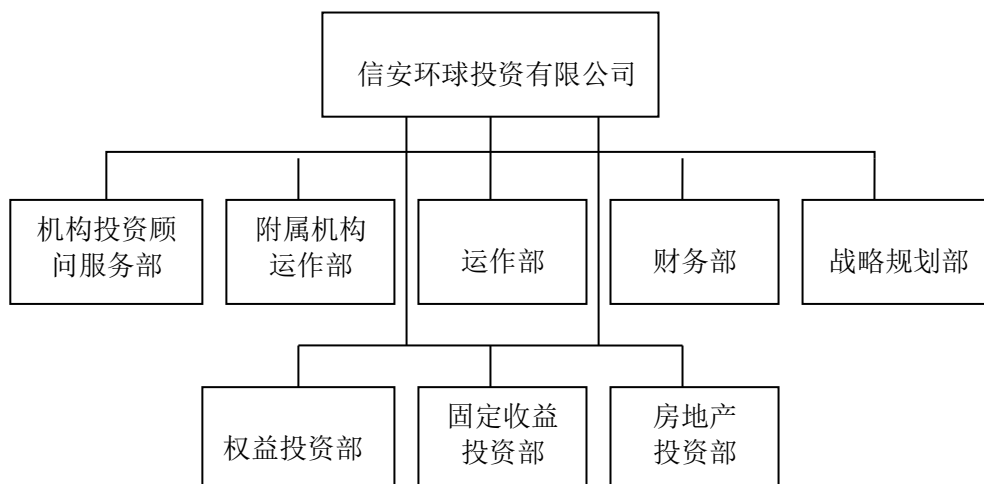 信安环球投资有限公司
机构投资顾
问服务部
附属机构
运作部
运作部
财务部
战略规划部
权益投资部
固定收益
投资部
房地产
投资部